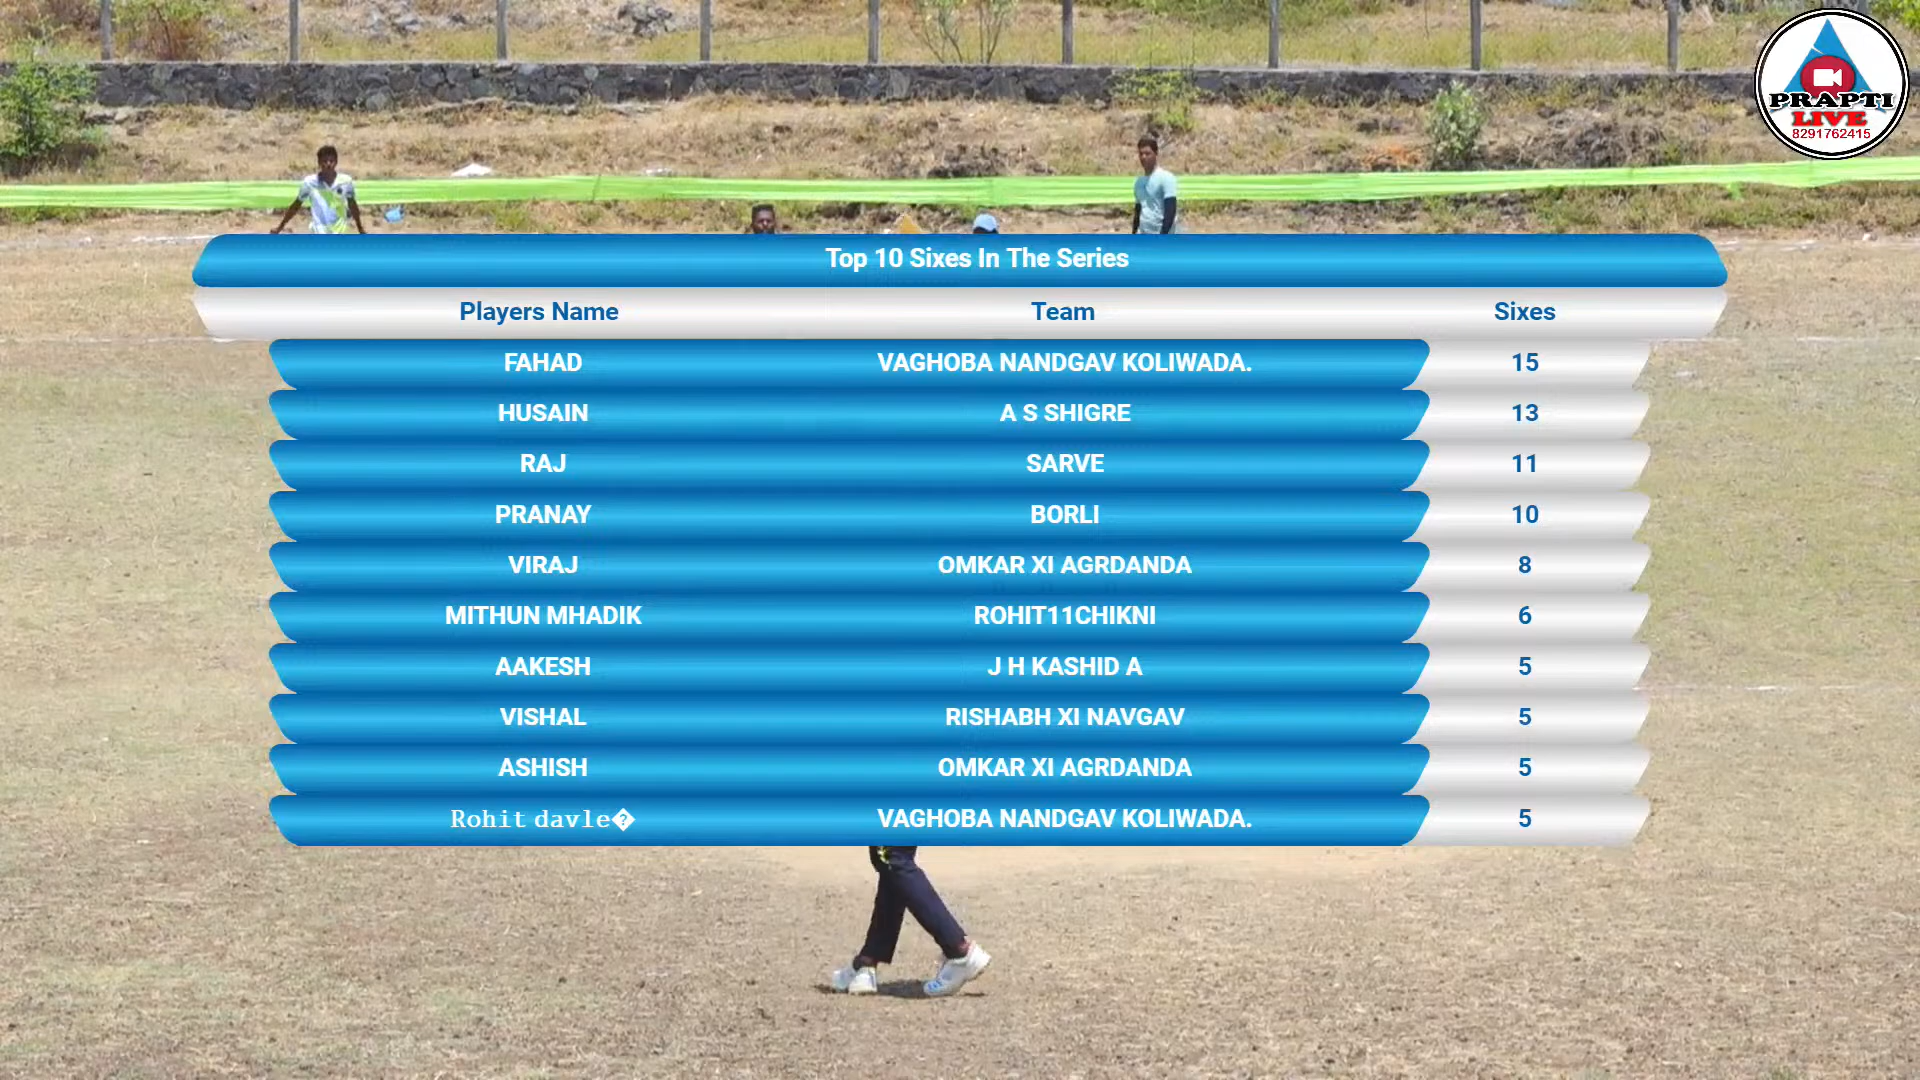 PRAPTI
LIVE
8291762415
Top 10 Sixes In The Series
Players Name Team Sixes
FAHAD VAGHOBA NANDGAV KOLIWADA. 15
HUSAIN A S SHIGRE 13
RAJ SARVE 11
PRANAY BORLI 10
VIRAJ OMKAR XI AGRDANDA 8
MITHUN MHADIK ROHIT11CHIKNI 6
AAKESH J H KASHID A 5
VISHAL RISHABH XI NAVGAV 5
ASHISH OMKAR XI AGRDANDA 5
Rohit davle� VAGHOBA NANDGAV KOLIWADA. 5